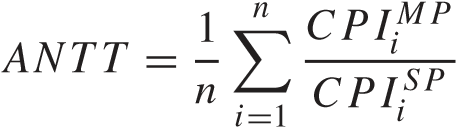 ANTT = \frac{1}{n} \sum_{i=1}^{n} \frac{CPI_i^{MP}}{CPI_i^{SP}}